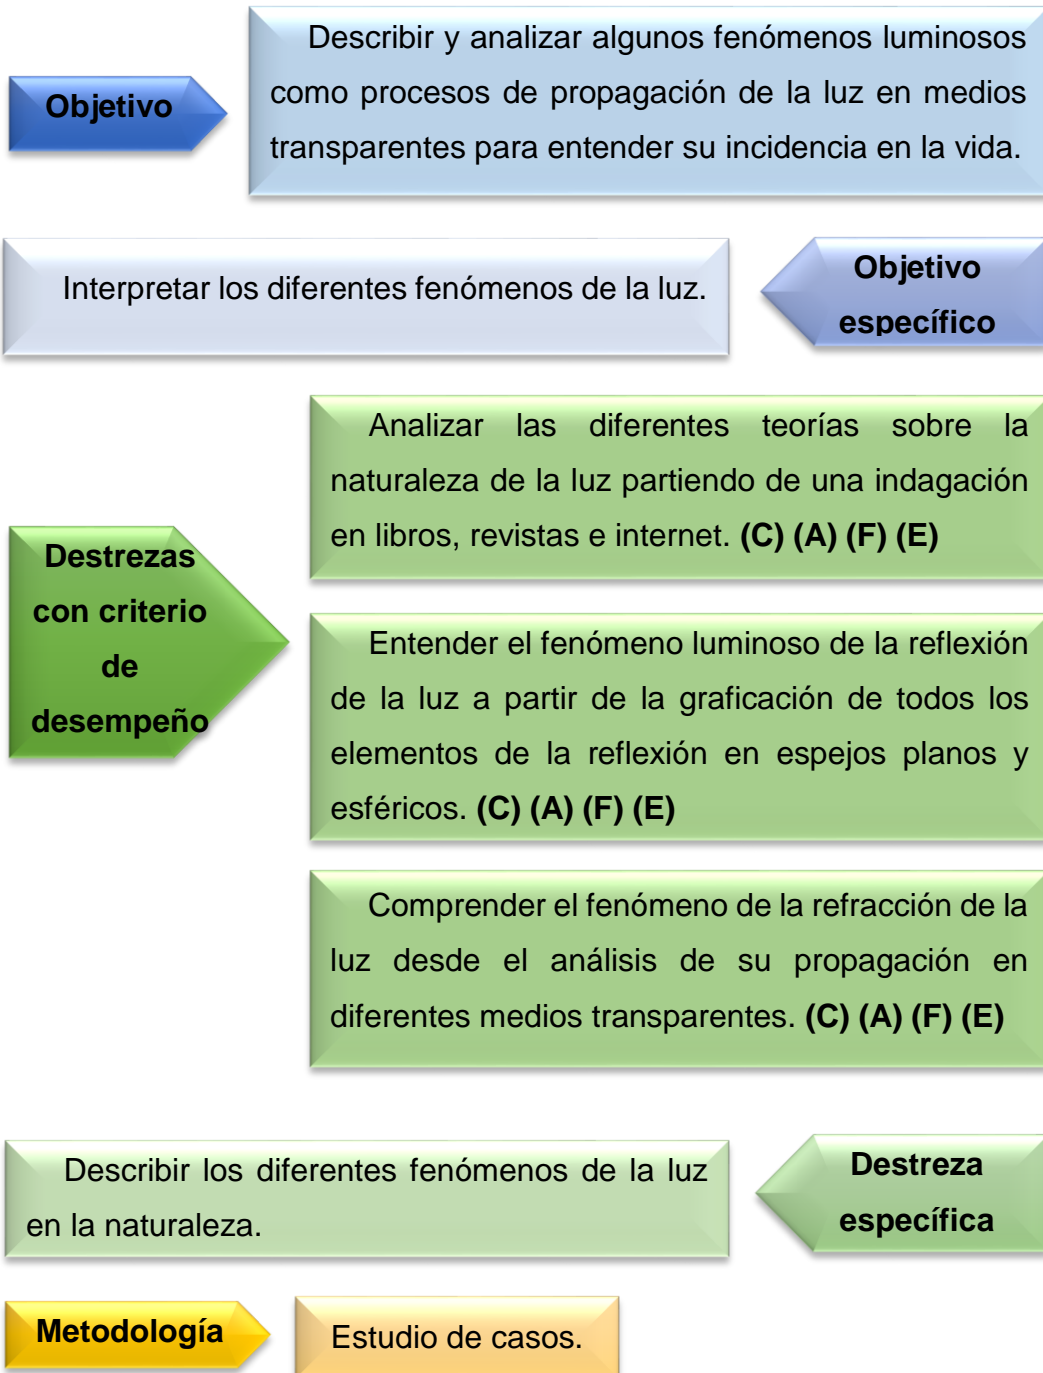 Objetivo
Describir y analizar algunos fenómenos luminosos
como procesos de propagación de la luz en medios
transparentes para entender su incidencia en la vida.
Interpretar los diferentes fenómenos de la luz.
Objetivo
específico
Destrezas
con criterio
de
desempeño
Analizar las diferentes teorías sobre la
naturaleza de la luz partiendo de una indagación
en libros, revistas e internet. (C) (A) (F) (E)
Entender el fenómeno luminoso de la reflexión
de la luz a partir de la graficación de todos los
elementos de la reflexión en espejos planos y
esféricos. (C) (A) (F) (E)
Comprender el fenómeno de la refracción de la
luz desde el análisis de su propagación en
diferentes medios transparentes. (C) (A) (F) (E)
Describir los diferentes fenómenos de la luz
en la naturaleza.
Destreza
específica
Metodología
Estudio de casos.